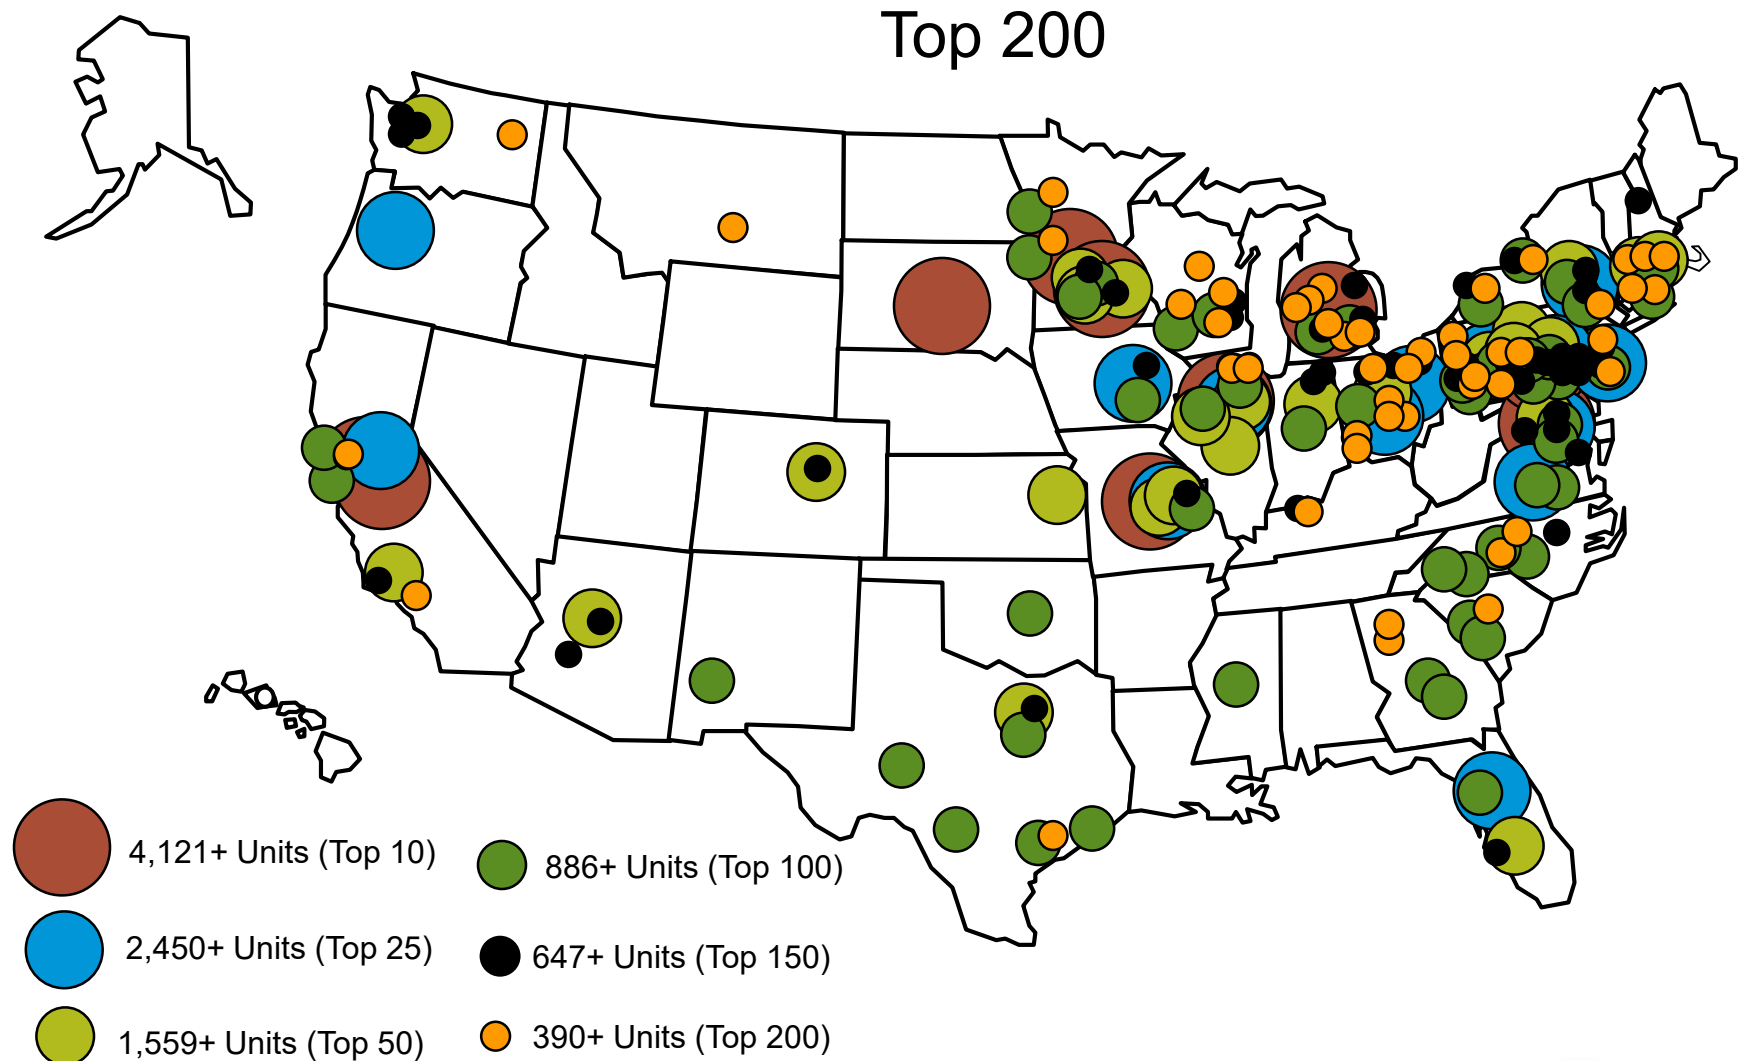 Top 200
4,121+ Units (Top 10)
2,450+ Units (Top 25)
1,559+ Units (Top 50)
886+ Units (Top 100)
647+ Units (Top 150)
390+ Units (Top 200)